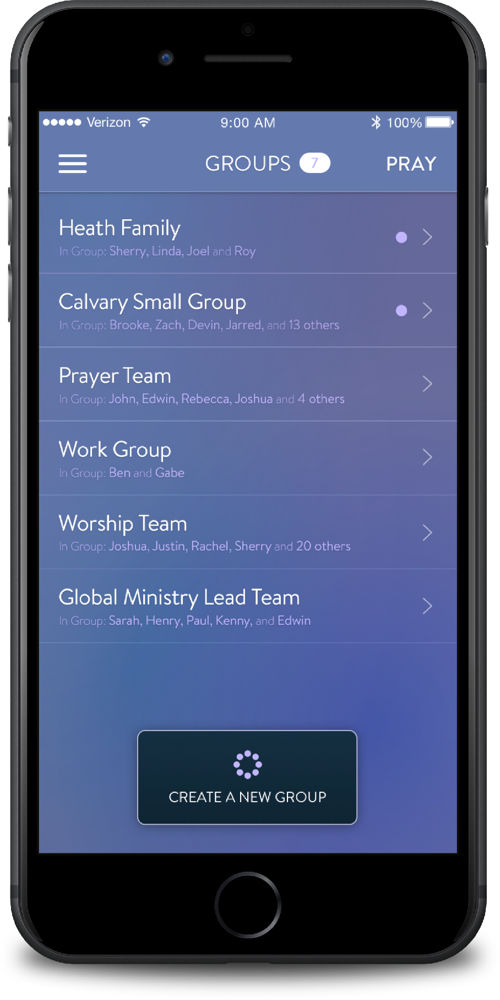 Verizon 9:00 AM 100%
GROUPS 7 PRAY
Heath Family
In Group: Sherry, Linda, Joel and Roy
Calvary Small Group
In Group: Brooke, Zach, Devin, Jarred, and 13 others
Prayer Team
In Group: John, Edwin, Rebecca, Joshua and 4 others
Work Group
In Group: Ben and Gabe
Worship Team
In Group: Joshua, Justin, Rachel, Sherry and 20 others
Global Ministry Lead Team
In Group: Sarah, Henry, Paul, Kenny, and Edwin
CREATE A NEW GROUP